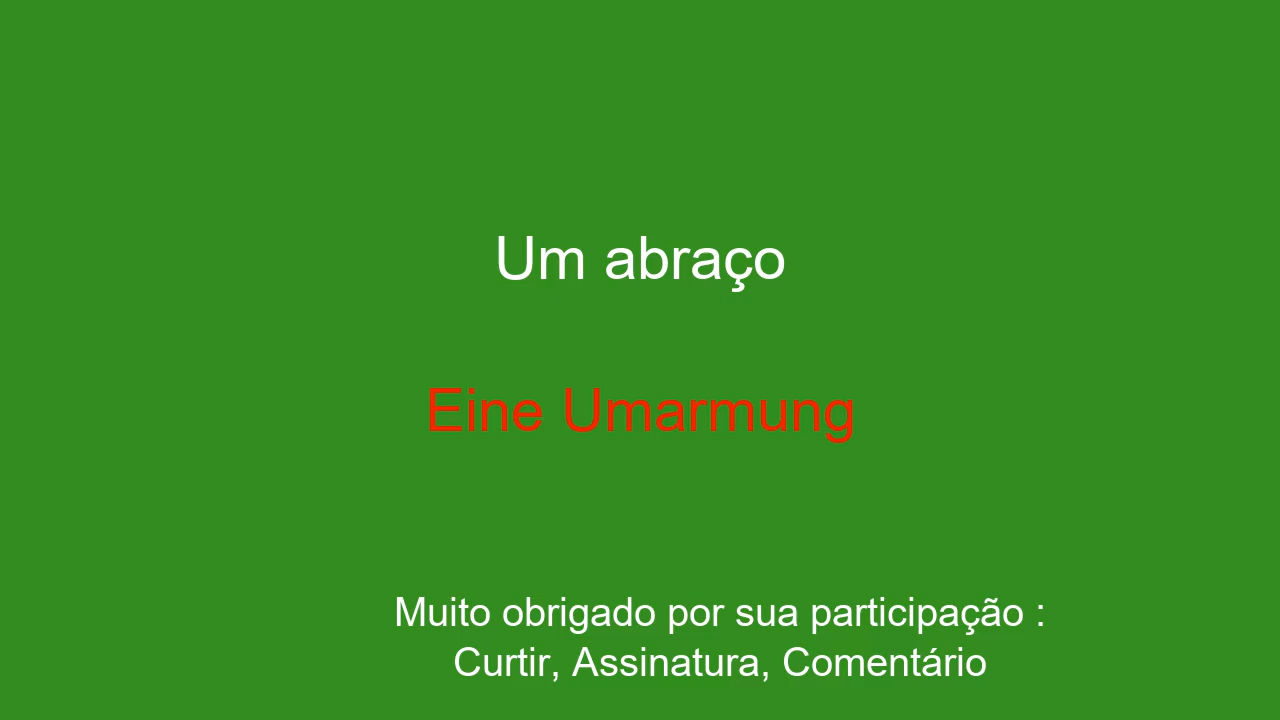 Um abraço
Eine Umarmung
Muito obrigado por sua participação :
Curtir, Assinatura, Comentário